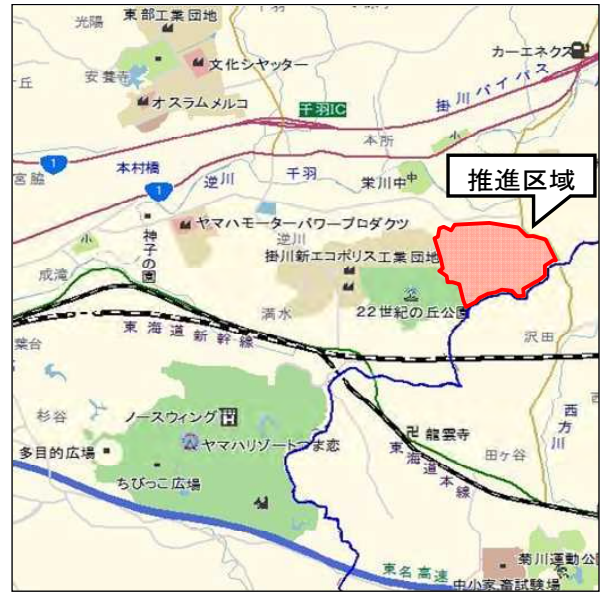 光陽
東部工業団地
千羽
カーエネクス
文化シヤッター
安養寺
ヶ丘
オスラムメルコ
千羽IC
掛川バイパス
本所
小
1
宮脇
本村橋
1
逆川
千羽
栄川中
中
推進区域
ヤマハモーターパワープロダクツ
神子の園
小
逆川
掛川新エコポリス工業団地
成滝
満水
22世紀の丘公園
東海道新幹線
沢田
葉台
西方川
杉谷
ノースウィング
H
卍 龍雲寺
多目的広場
ヤマハリゾートつま恋
東海道本線
田ヶ谷
ちびっこ広場
菊川運動公
東名高速
中小家畜試験場